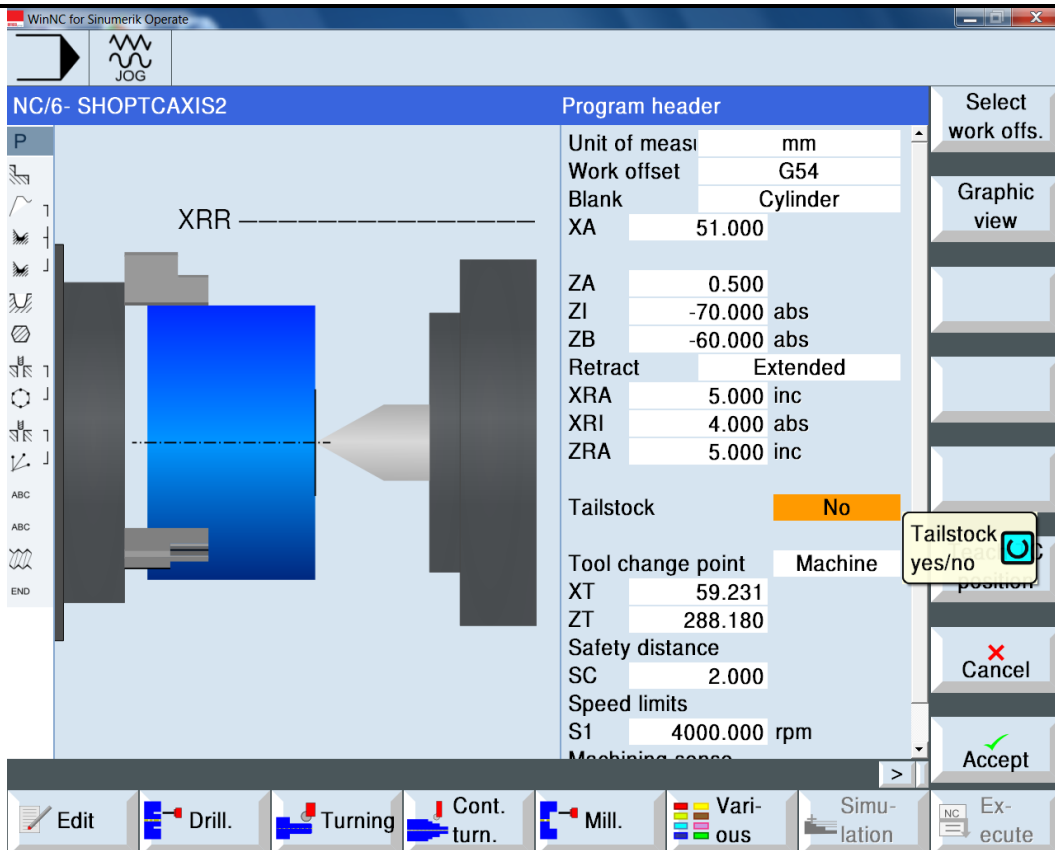 WinNC for Sinumerik Operate
X
JOG
NC/6- SHOPTCAXIS2
Program header
Select
work offs.
P
XRR
Unit of meas
mm
Work offset
G54
Blank
Cylinder
XA
51.000
ZA
0.500
ZI
-70.000 abs
ZB
-60.000 abs
Retract
Extended
XRA
5.000 inc
XRI
4.000 abs
ZRA
5.000 inc
Tailstock
No
Tool change point
Machine
XT
59.231
ZT
288.180
Safety distance
SC
2.000
Speed limits
S1
4000.000 rpm
Machining sense
ABC
ABC
END
Graphic
view
Tailstock
yes/no
position
Cancel
Accept
>
Edit
Drill.
Turning
Cont.
turn.
Mill.
Vari-
ous
Simu-
lation
NC
Ex-
ecute